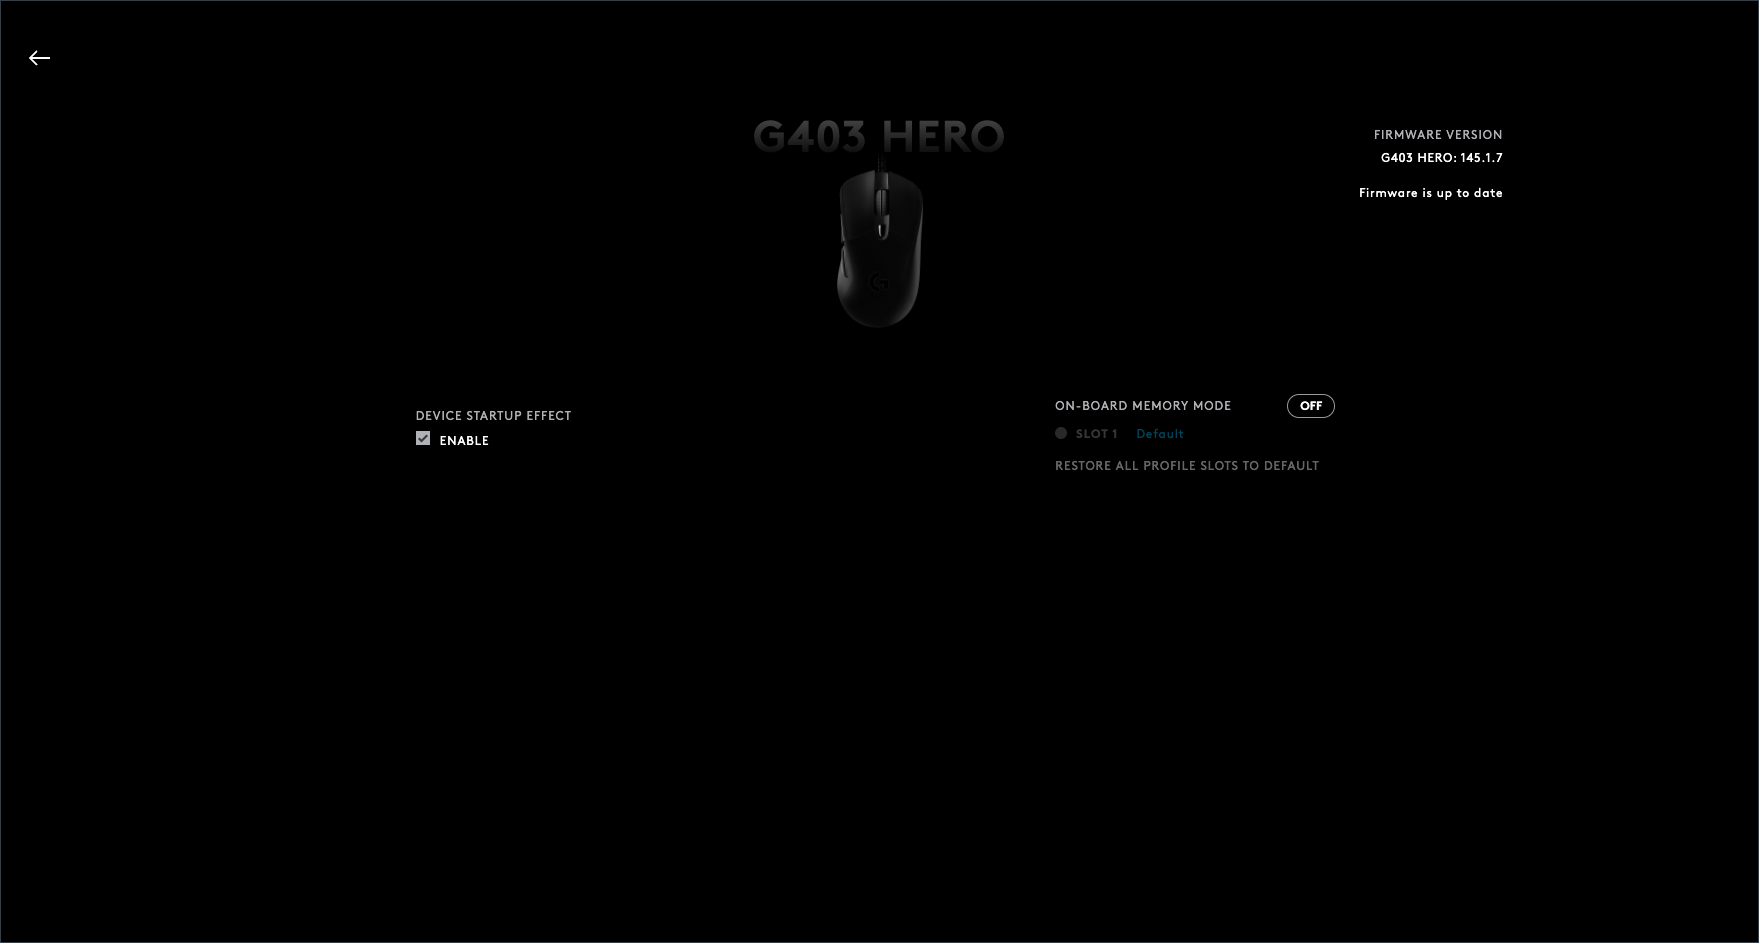 G403 HERO
FIRMWARE VERSION
G403 HERO: 145.1.7
Firmware is up to date
DEVICE STARTUP EFFECT
ENABLE
ON-BOARD MEMORY MODE OFF
SLOT 1 Default
RESTORE ALL PROFILE SLOTS TO DEFAULT